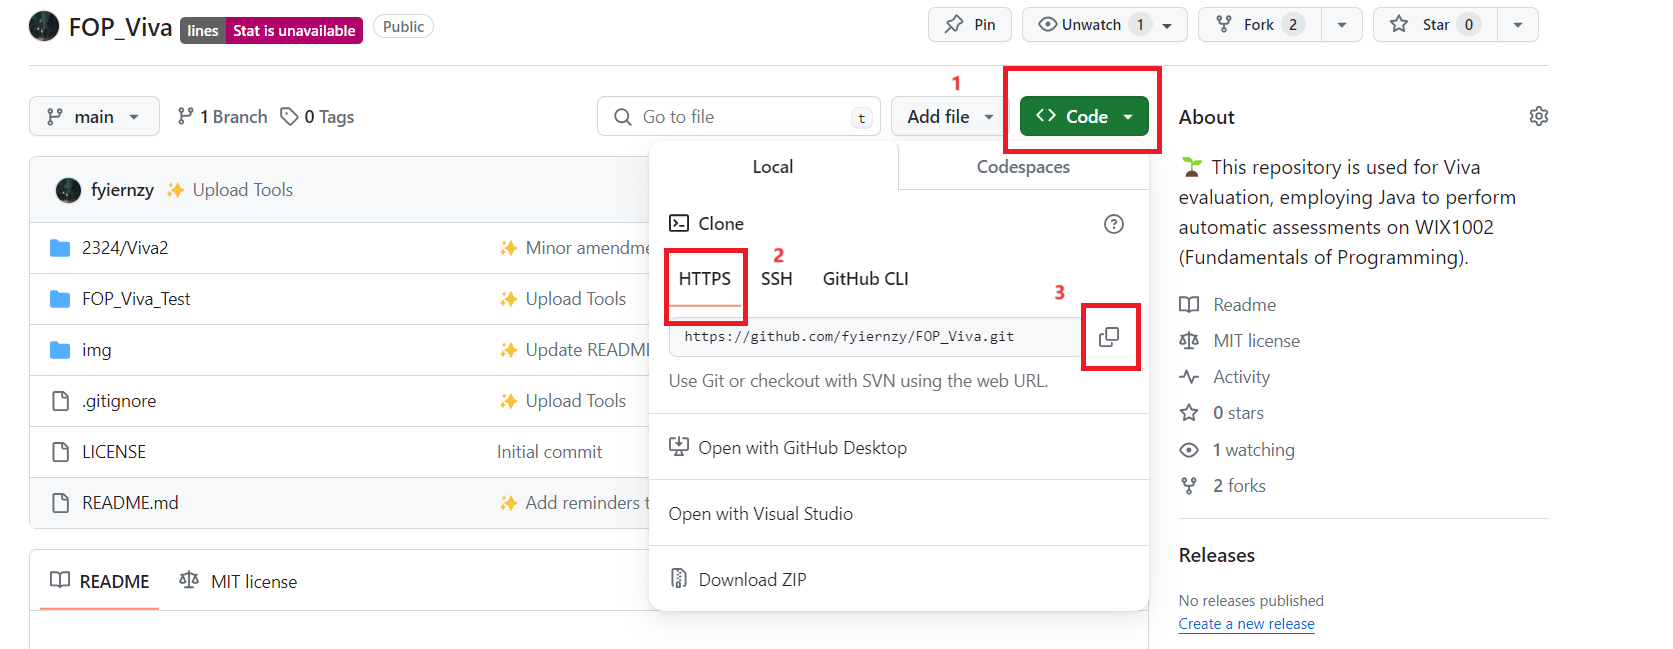 FOP_Viva lines Stat is unavailable Public
Pin Unwatch 1 Fork 2 Star 0
1
main 1 Branch 0 Tags Go to file t Add file <> Code
fyiernzy ✨ Upload Tools
2324/Viva2 ✨ Minor amendme
FOP_Viva_Test ✨ Upload Tools
img ✨ Update README
.gitignore ✨ Upload Tools
LICENSE Initial commit
README.md ✨ Add reminders t
README MIT license
Local Codespaces
Clone
2
HTTPS SSH GitHub CLI
3
https://github.com/fyiernzy/FOP_Viva.git
Use Git or checkout with SVN using the web URL.
Open with GitHub Desktop
Open with Visual Studio
Download ZIP
About
🌱 This repository is used for Viva
evaluation, employing Java to perform
automatic assessments on WIX1002
(Fundamentals of Programming).
Readme
MIT license
Activity
0 stars
1 watching
2 forks
Releases
No releases published
Create a new release